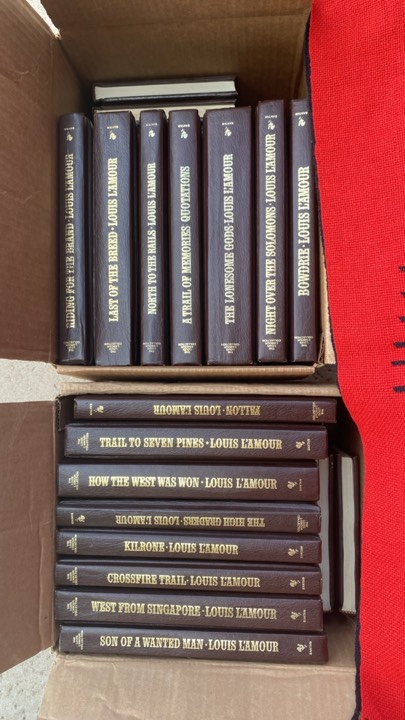 RIDING FOR THE BRAND · LOUIS L'AMOUR
LAST OF THE BREED · LOUIS L'AMOUR
NORTH TO THE RAILS · LOUIS L'AMOUR
A TRAIL OF MEMORIES QUOTATIONS
THE LONESOME GODS · LOUIS L'AMOUR
NIGHT OVER THE SOLOMONS · LOUIS L'AMOUR
BOWDRIE · LOUIS L'AMOUR
FALLON · LOUIS L'AMOUR
TRAIL TO SEVEN PINES · LOUIS L'AMOUR
HOW THE WEST WAS WON · LOUIS L'AMOUR
THE HIGH GRADERS · LOUIS L'AMOUR
KILRONE · LOUIS L'AMOUR
CROSSFIRE TRAIL · LOUIS L'AMOUR
WEST FROM SINGAPORE · LOUIS L'AMOUR
SON OF A WANTED MAN · LOUIS L'AMOUR